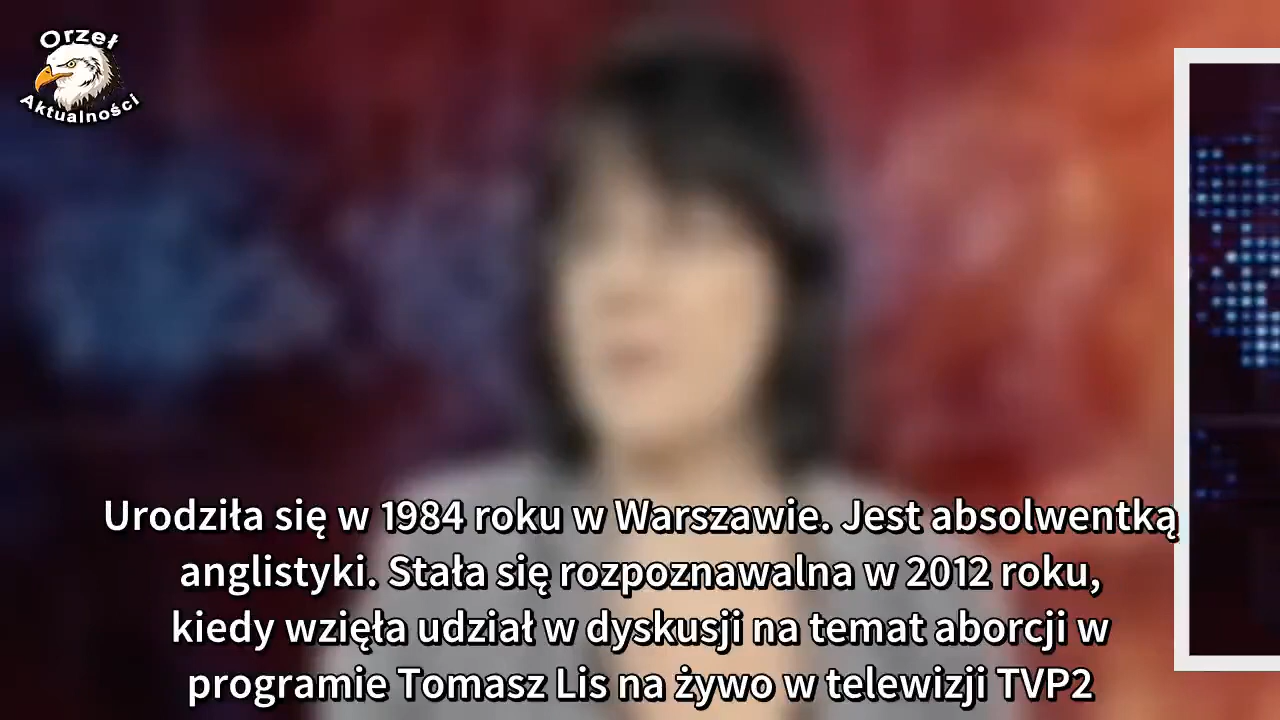 Orzeł
Aktualności
Urodziła się w 1984 roku w Warszawie. Jest absolwentką
anglistyki. Stała się rozpoznawalna w 2012 roku,
kiedy wzięła udział w dyskusji na temat aborcji w
programie Tomasz Lis na żywo w telewizji TVP2